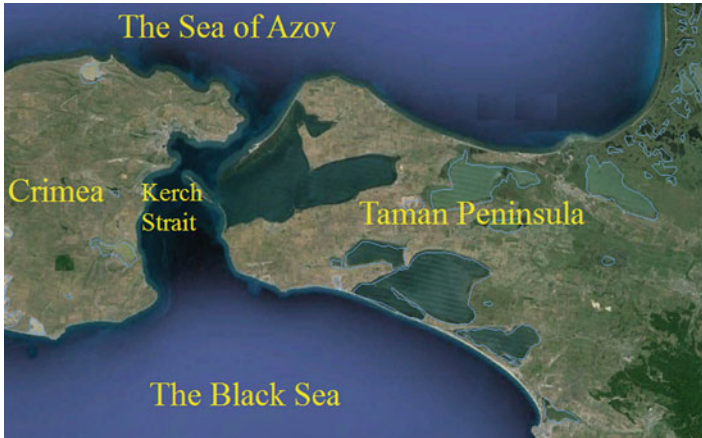 The Sea of Azov
Crimea
Kerch
Strait
Taman Peninsula
The Black Sea